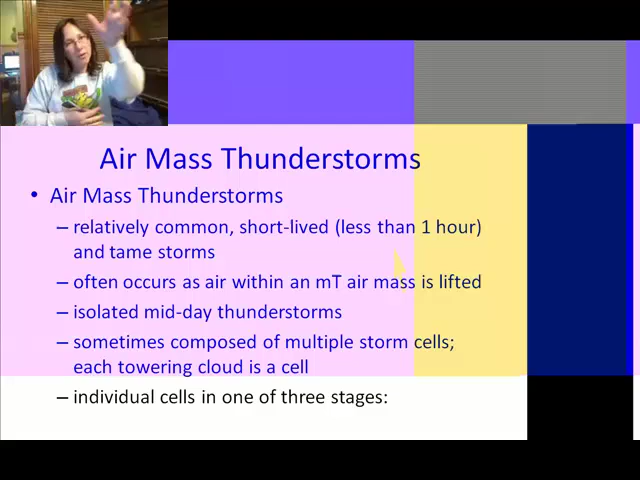 Air Mass Thunderstorms
• Air Mass Thunderstorms
– relatively common, short-lived (less than 1 hour)
and tame storms
– often occurs as air within an mT air mass is lifted
– isolated mid-day thunderstorms
– sometimes composed of multiple storm cells;
each towering cloud is a cell
– individual cells in one of three stages: